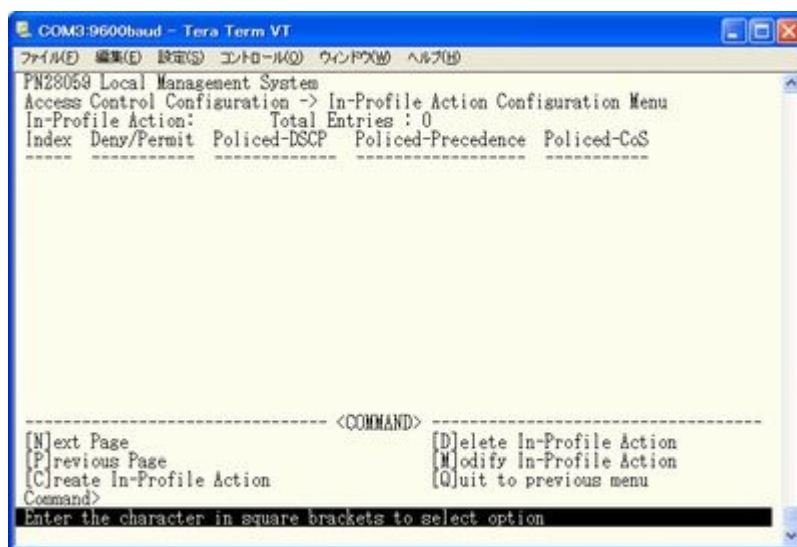 COM3:9600baud - Tera Term VT
ファイル(F) 編集(E) 設定(S) コントロール(O) ウィンドウ(W) ヘルプ(H)
PN28059 Local Management System
Access Control Configuration -> In-Profile Action Configuration Menu
In-Profile Action: Total Entries : 0
Index Deny/Permit Policed-DSCP Policed-Precedence Policed-CoS
----- ----------- ------------- ------------------ -----------
-------------------------------- <COMMAND> -----------------------------------
[N]ext Page [D]elete In-Profile Action
[P]revious Page [M]odify In-Profile Action
[C]reate In-Profile Action [Q]uit to previous menu
Command>
Enter the character in square brackets to select option